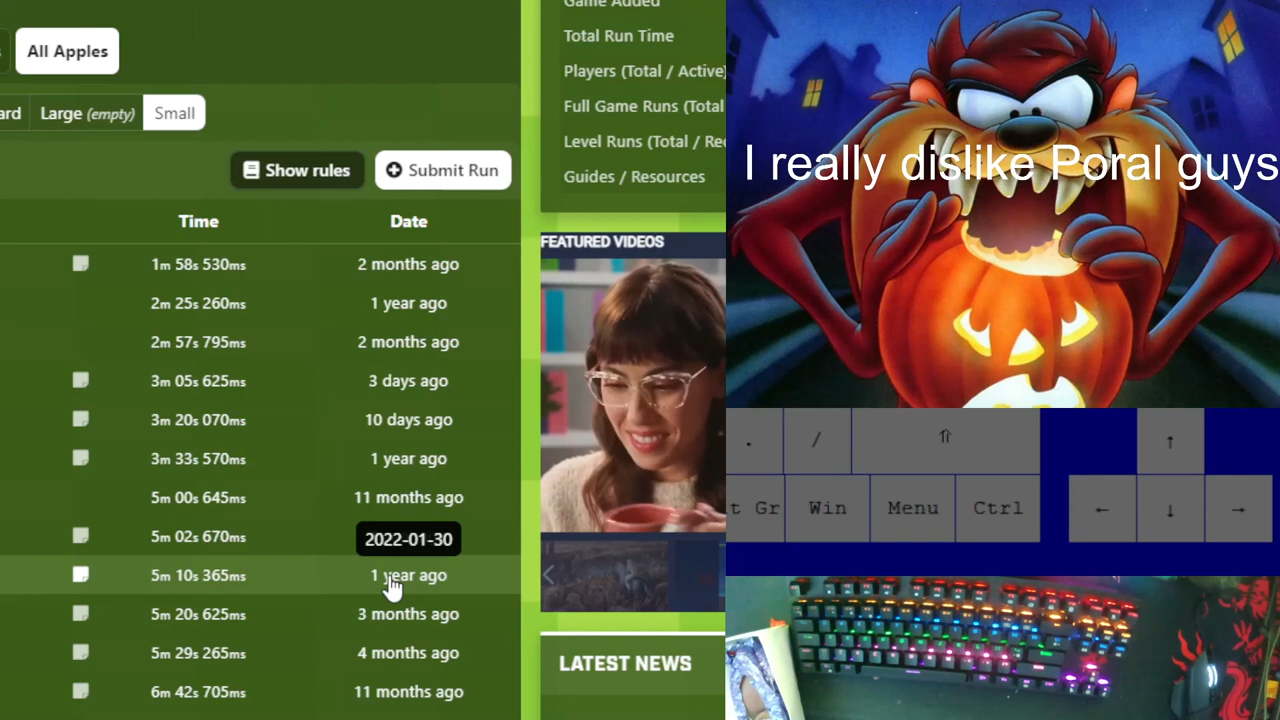 All Apples
ard
Large (empty)
Small
Show rules
Submit Run
Time
Date
1m 58s 530ms
2 months ago
2m 25s 260ms
1 year ago
2m 57s 795ms
2 months ago
3m 05s 625ms
3 days ago
3m 20s 070ms
10 days ago
3m 33s 570ms
1 year ago
5m 00s 645ms
11 months ago
5m 02s 670ms
2022-01-30
5m 10s 365ms
1 year ago
5m 20s 625ms
3 months ago
5m 29s 265ms
4 months ago
6m 42s 705ms
11 months ago
Game Added
Total Run Time
Players (Total / Active)
Full Game Runs (Total
Level Runs (Total / Re
Guides / Resources
FEATURED VIDEOS
LATEST NEWS
I really dislike Poral guys
. / ⇑ ↑
t Gr Win Menu Ctrl ← ↓ →